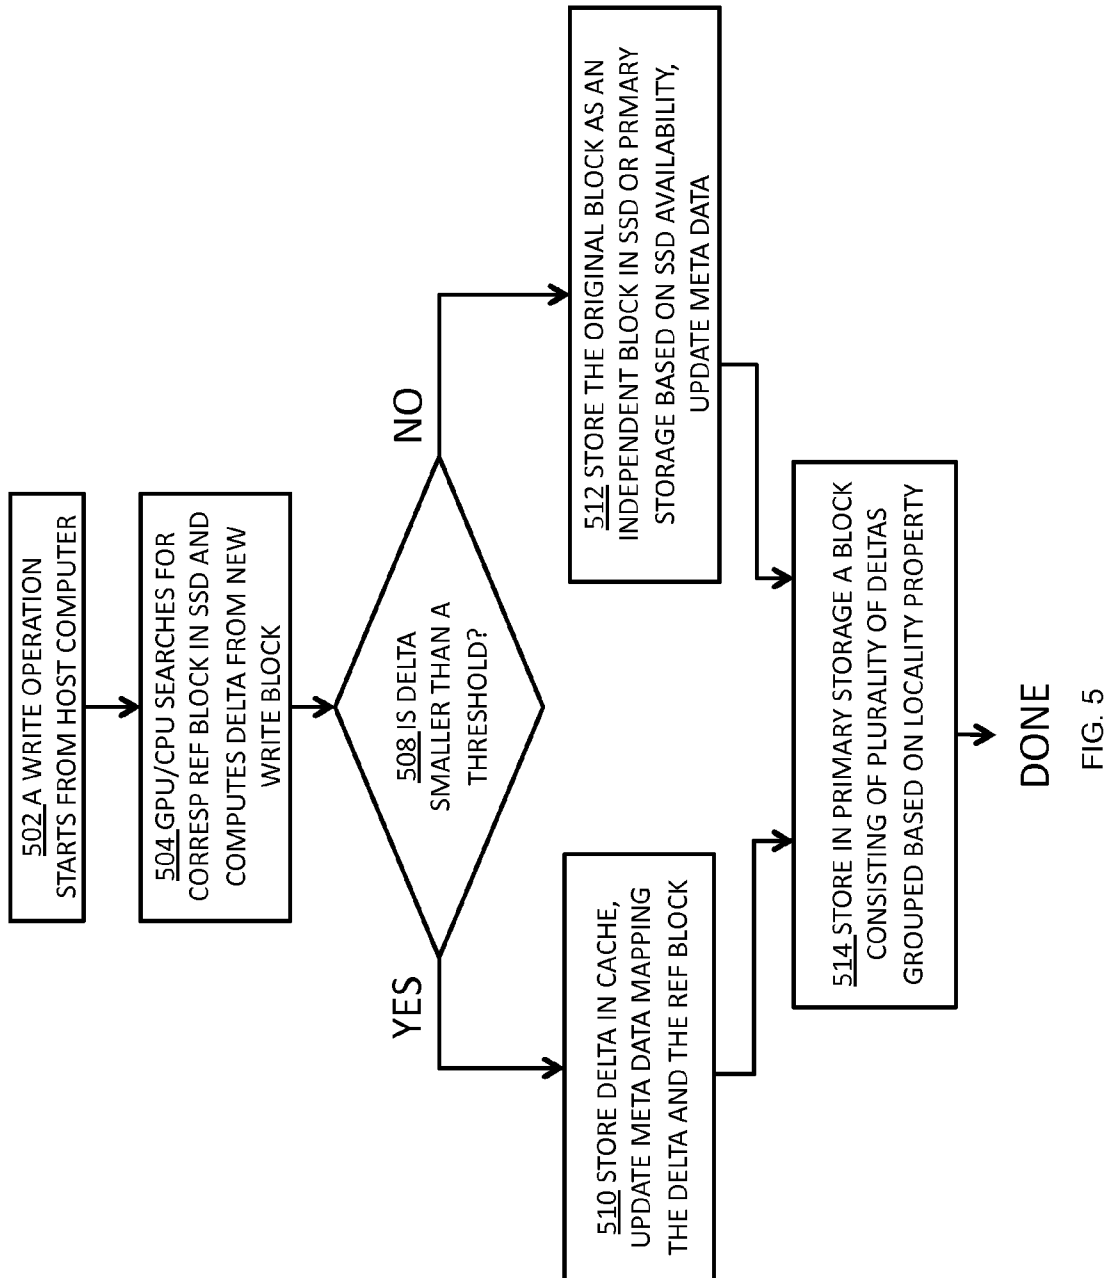 502 A WRITE OPERATION
STARTS FROM HOST COMPUTER
504 GPU/CPU SEARCHES FOR
CORRESP REF BLOCK IN SSD AND
COMPUTES DELTA FROM NEW
WRITE BLOCK
508 IS DELTA
SMALLER THAN A
THRESHOLD?
YES
NO
510 STORE DELTA IN CACHE,
UPDATE META DATA MAPPING
THE DELTA AND THE REF BLOCK
512 STORE THE ORIGINAL BLOCK AS AN
INDEPENDENT BLOCK IN SSD OR PRMARY
STORAGE BASED ON SSD AVAILABILITY,
UPDATE META DATA
514 STORE IN PRIMARY STORAGE A BLOCK
CONSISTING OF PLURALITY OF DELTAS
GROUPED BASED ON LOCALITY PROPERTY
DONE
FIG. 5